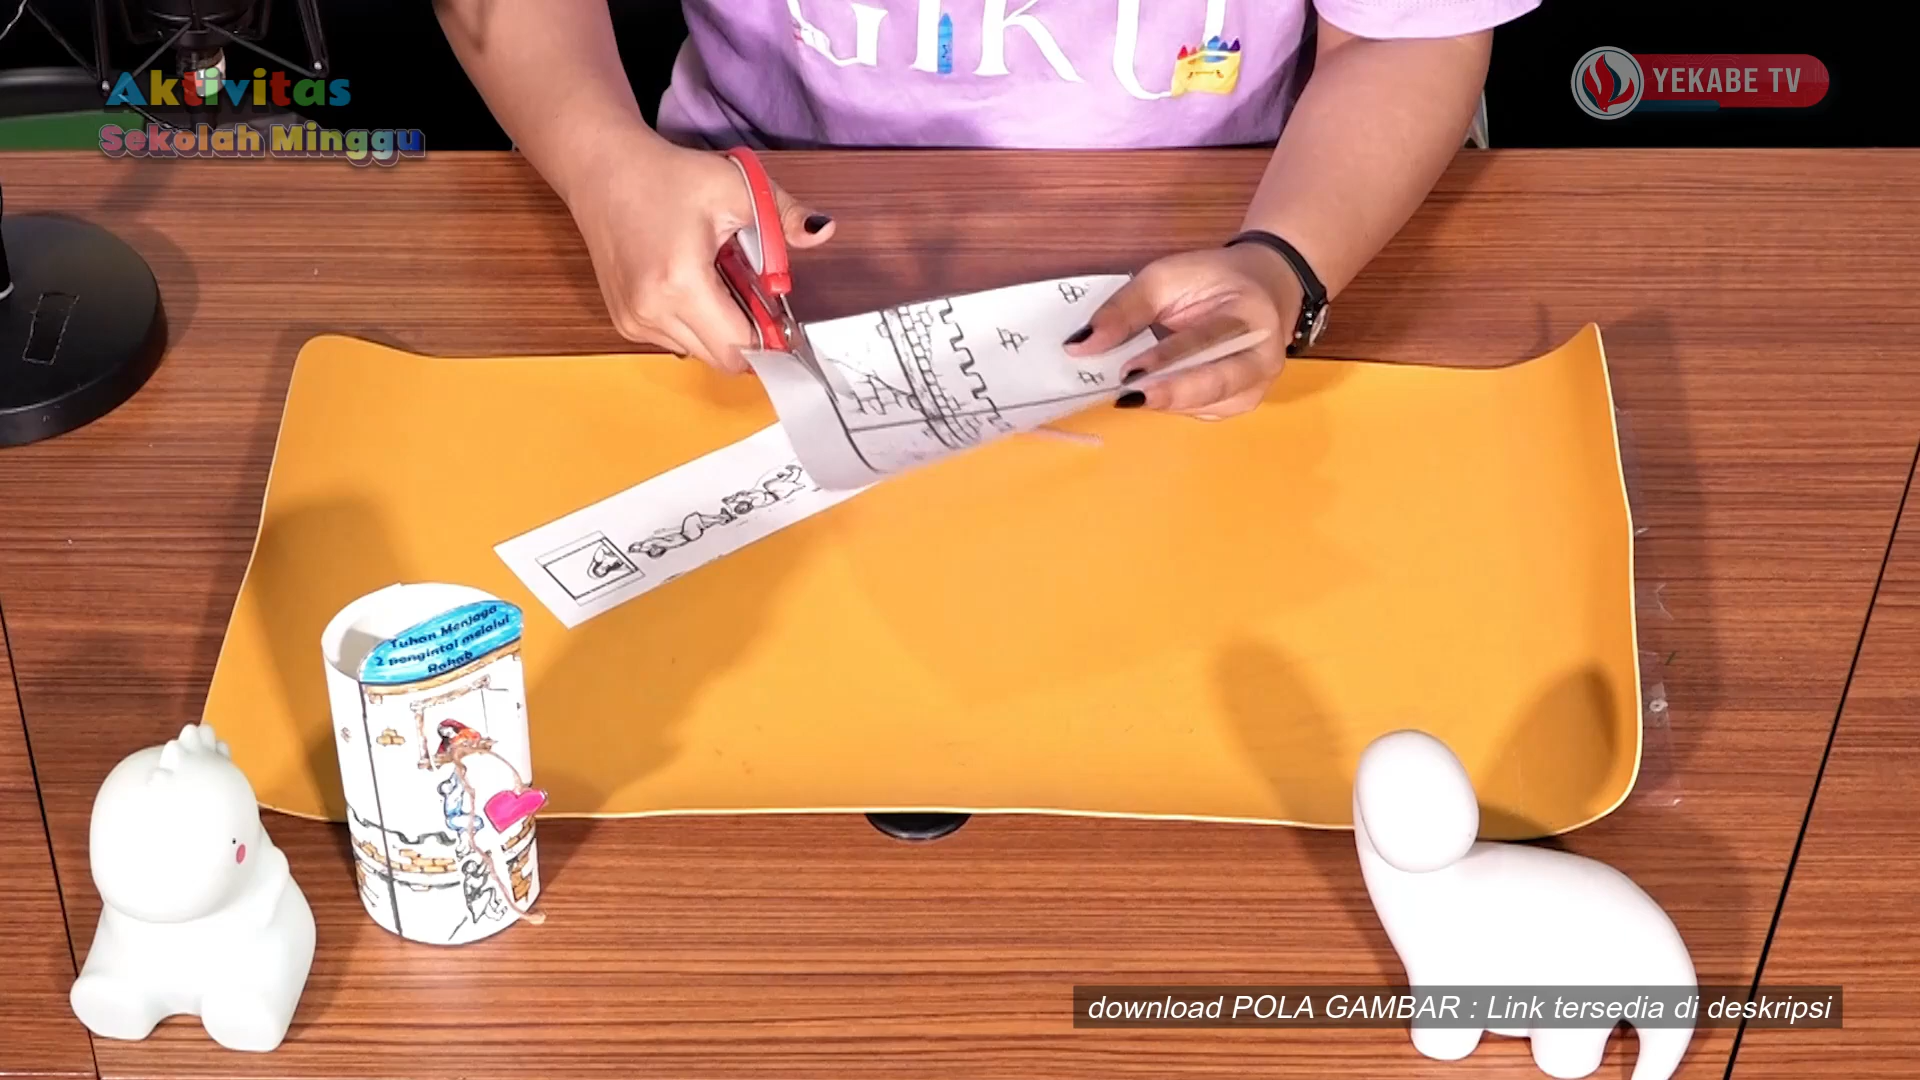 Aktivitas
Sekolah Minggu
YEKABE TV
Tuhan Menjaga
2 pengintai melalui
Rahab
download POLA GAMBAR : Link tersedia di deskripsi